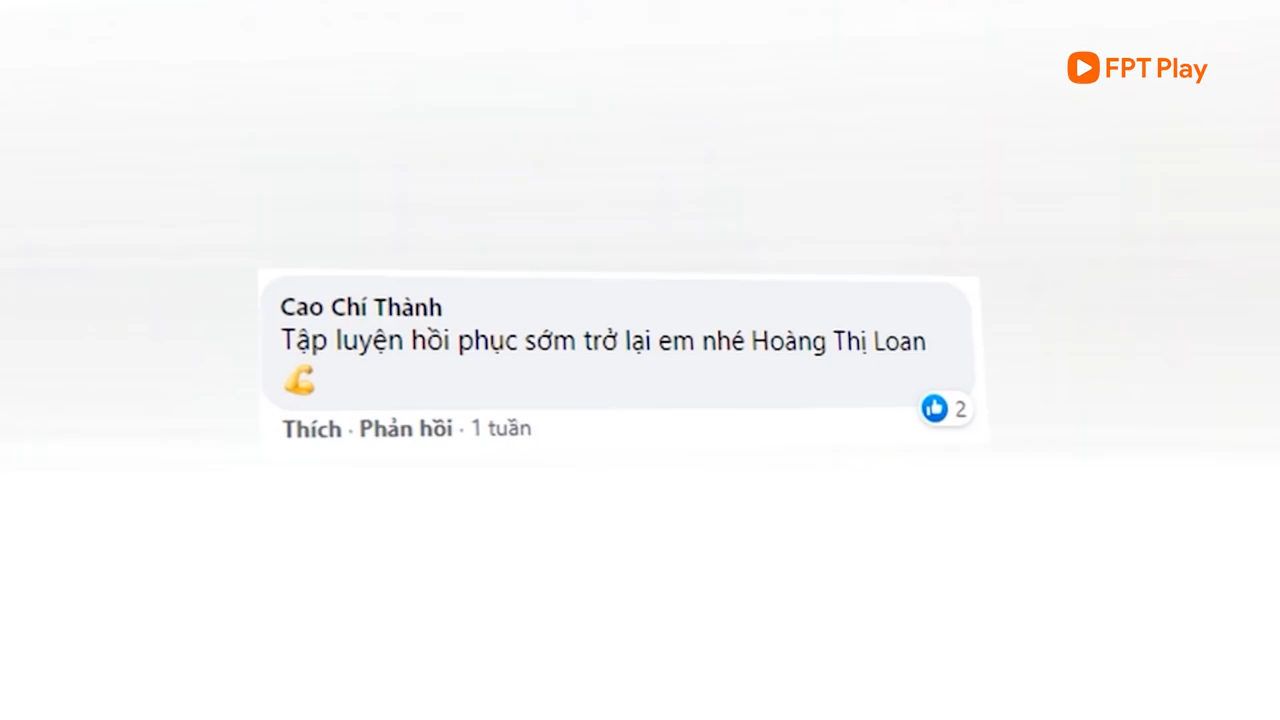 FPT Play
Cao Chí Thành
Tập luyện hồi phục sớm trở lại em nhé Hoàng Thị Loan
💪
2
Thích · Phản hồi · 1 tuần